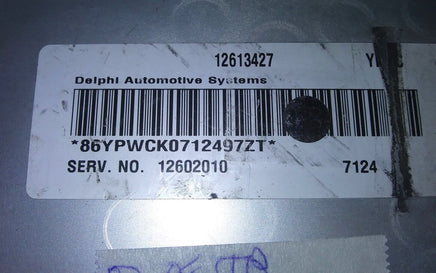 12613427
Delphi Automotive Systems
*86YPWCK0712497ZT*
SERV. NO. 12602010 7124